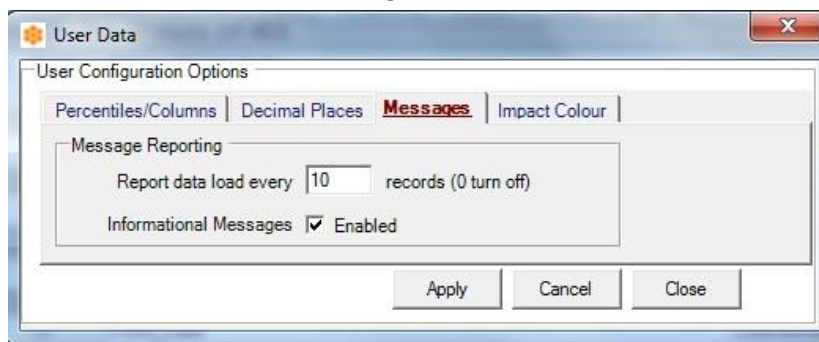 User Data
User Configuration Options
Percentiles/Columns Decimal Places Messages Impact Colour
Message Reporting
Report data load every 10 records (0 turn off)
Informational Messages Enabled
Apply Cancel Close